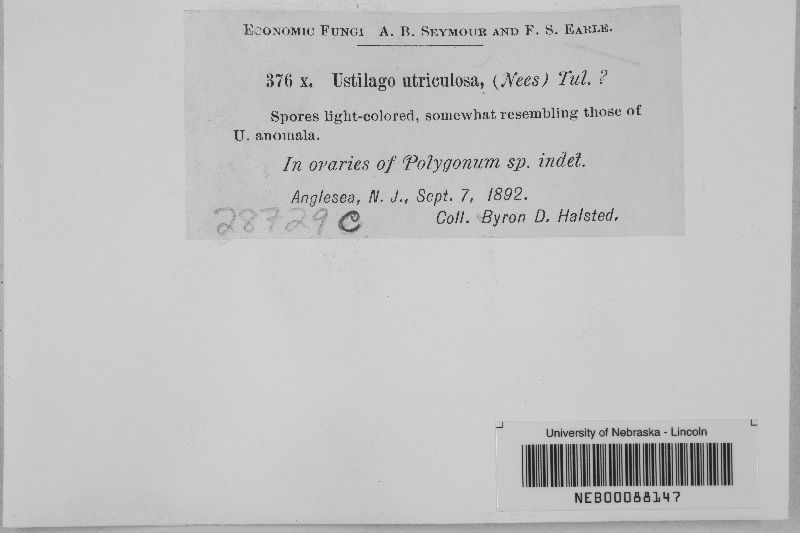 ECONOMIC FUNGI A. B. SEYMOUR AND F. S. EARLE.
376 x. Ustilago utriculosa, (Nees) Tul. ?
Spores light-colored, somewhat resembling those of
U. anomala.
In ovaries of Polygonum sp. indet.
Anglesea, N. J., Sept. 7, 1892.
28729 C
Coll. Byron D. Halsted.
University of Nebraska - Lincoln
NEB00088147